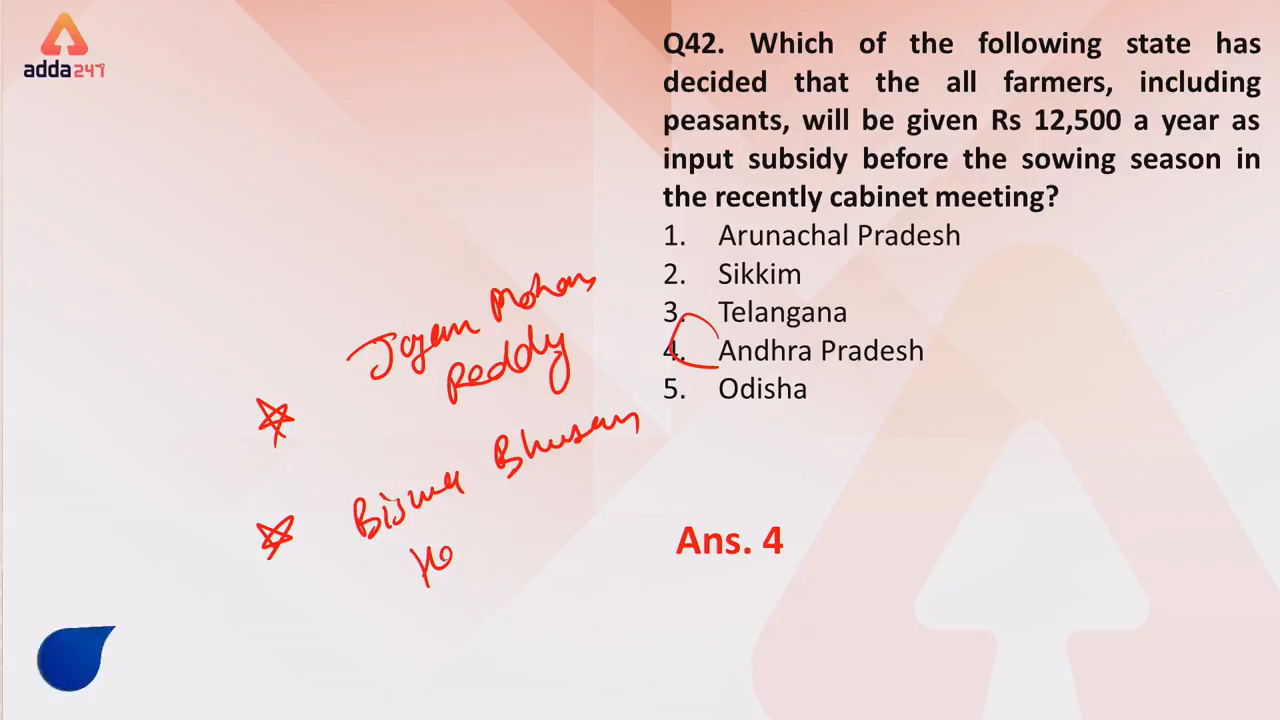 adda247
Q42. Which of the following state has
decided that the all farmers, including
peasants, will be given Rs 12,500 a year as
input subsidy before the sowing season in
the recently cabinet meeting?
1. Arunachal Pradesh
2. Sikkim
3. Telangana
4. Andhra Pradesh
5. Odisha
Ans. 4
Mohan
Reddy
Bhusan